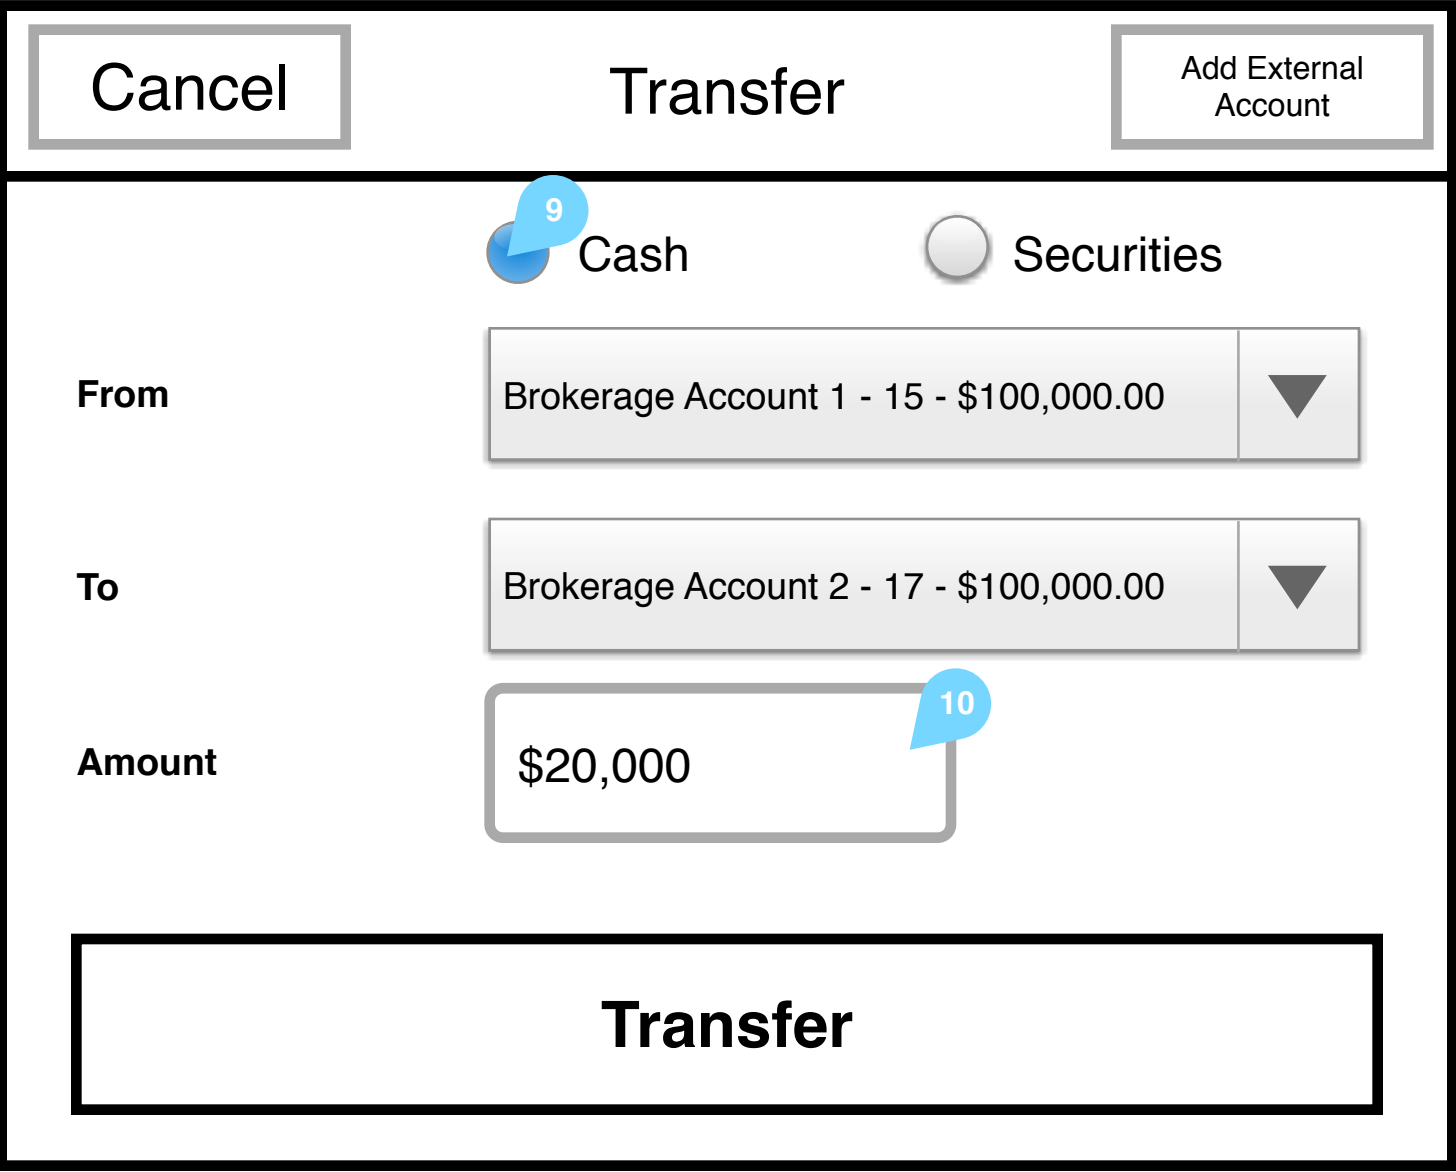 Cancel
Transfer
Add External
Account
9
Cash
Securities
From
Brokerage Account 1 - 15 - $100,000.00
To
Brokerage Account 2 - 17 - $100,000.00
10
Amount
$20,000
Transfer